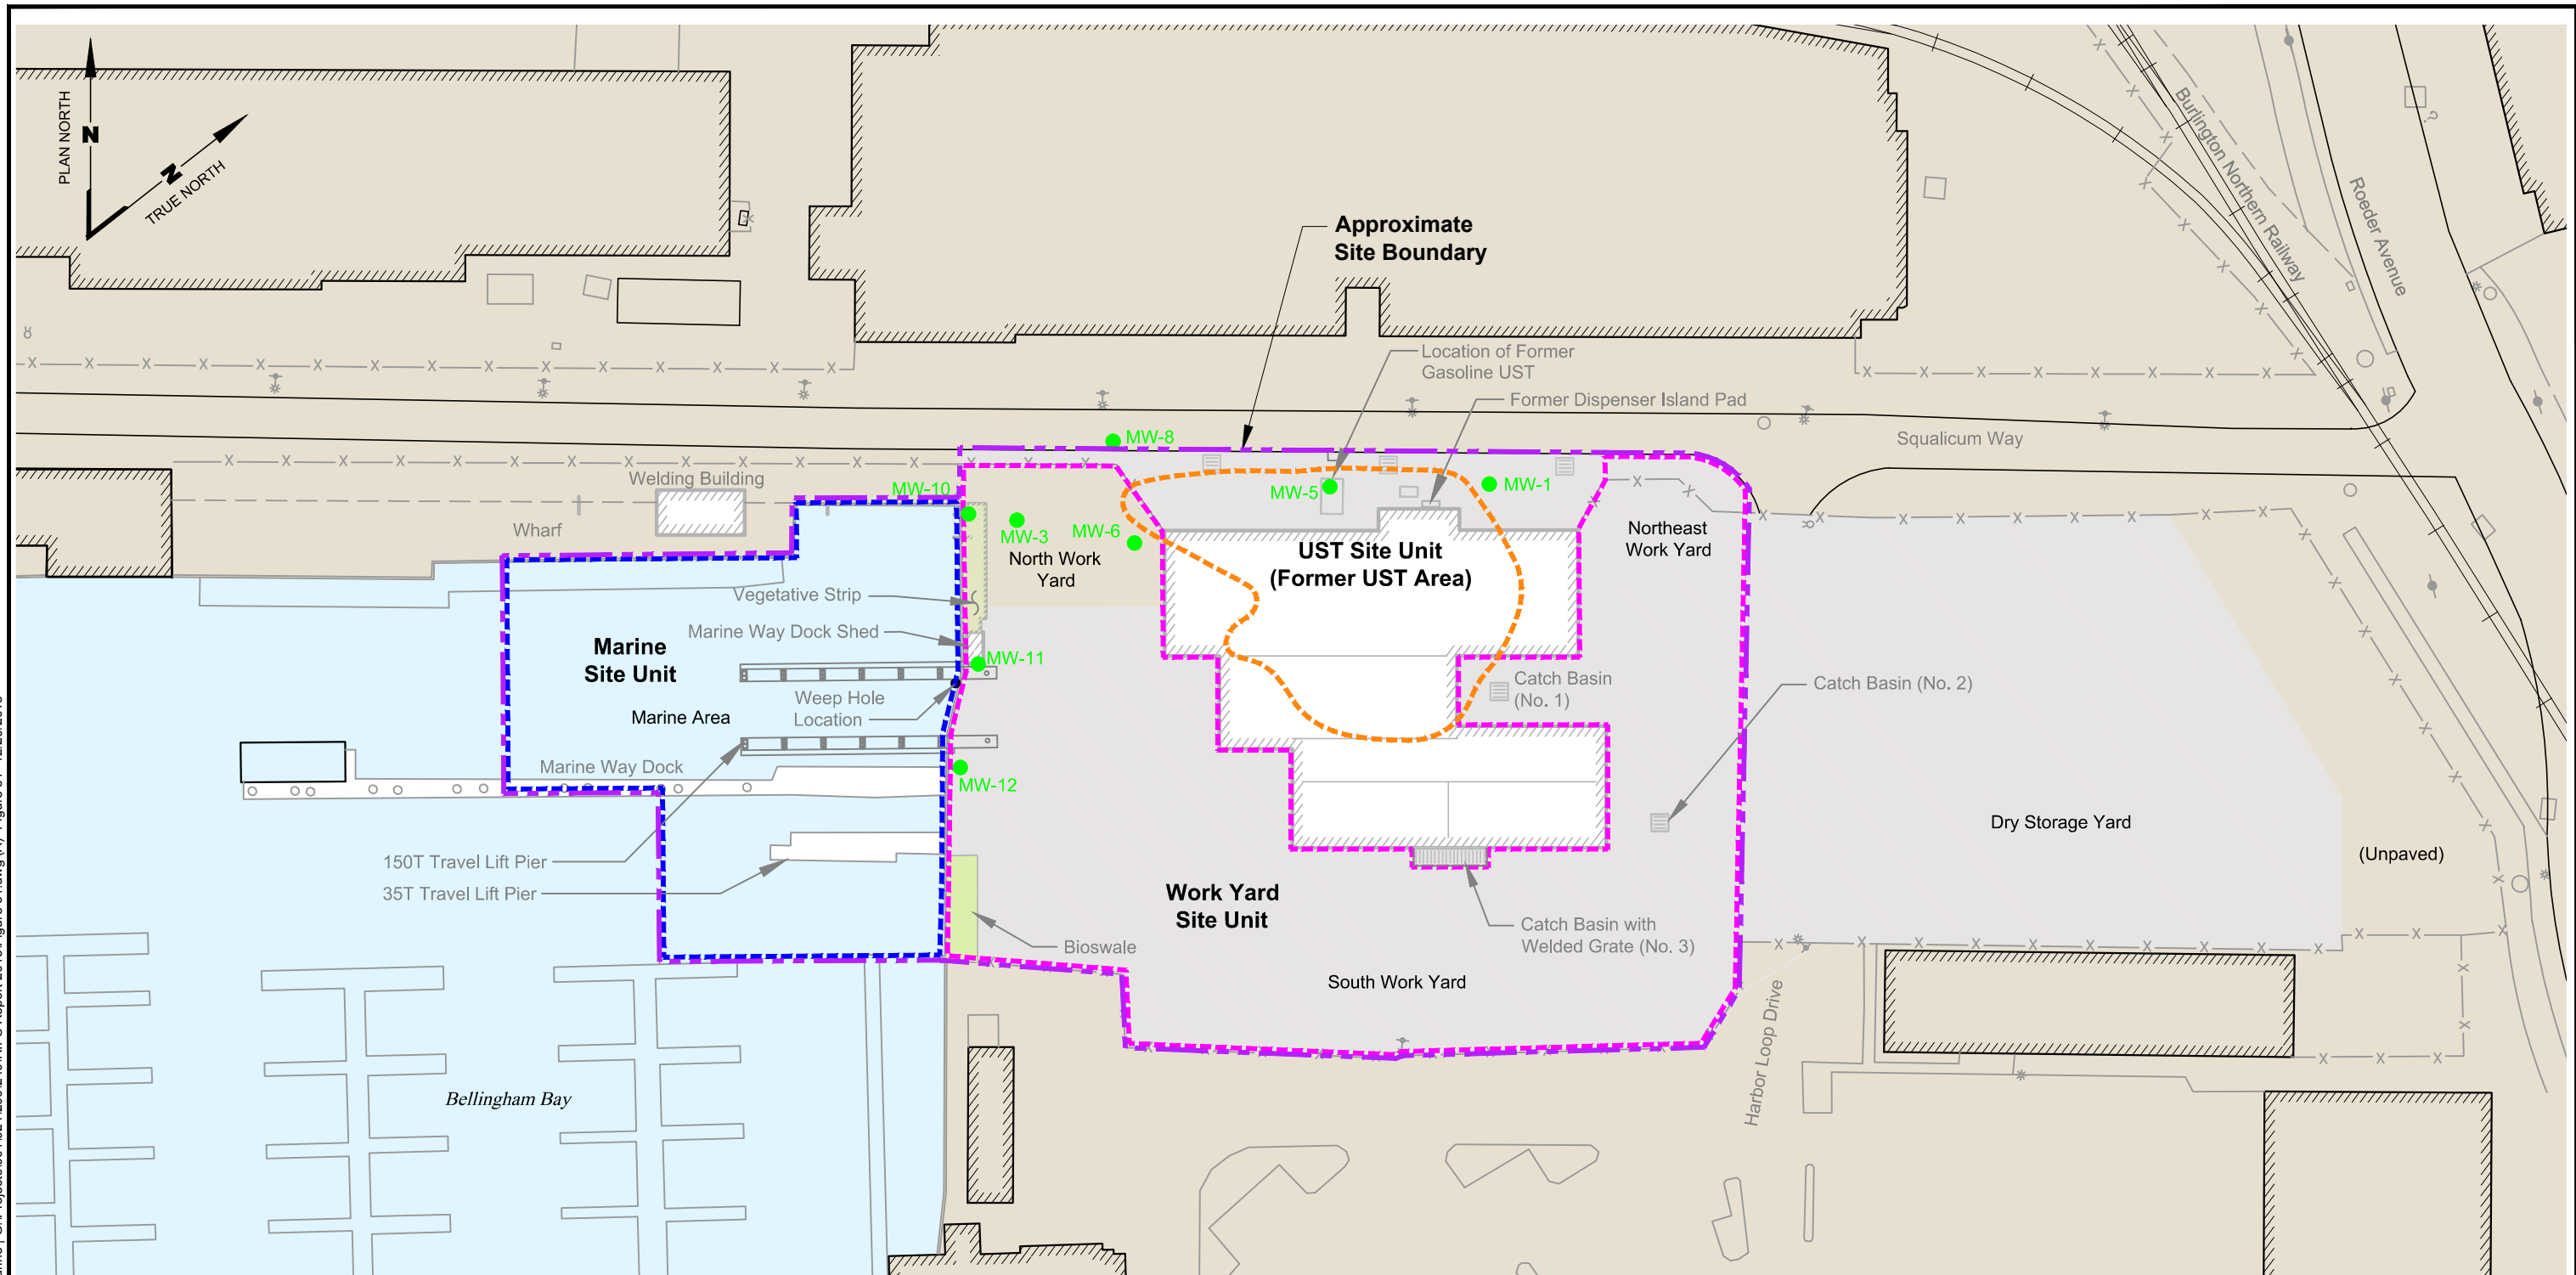 PLAN NORTH
N
N
TRUE NORTH
Burlington Northern Railway
Roeder Avenue
Approximate
Site Boundary
Location of Former
Gasoline UST
Former Dispenser Island Pad
Squalicum Way
MW-8
Welding Building
MW-10
MW-5
MW-1
Wharf
MW-3
MW-6
North Work
Yard
UST Site Unit
(Former UST Area)
Northeast
Work Yard
Vegetative Strip
Marine Way Dock Shed
Marine
Site Unit
MW-11
Weep Hole
Location
Marine Area
Catch Basin
(No. 1)
Catch Basin (No. 2)
Marine Way Dock
MW-12
Dry Storage Yard
(Unpaved)
150T Travel Lift Pier
35T Travel Lift Pier
Work Yard
Site Unit
Bioswale
Catch Basin with
Welded Grate (No. 3)
South Work Yard
Harbor Loop Drive
Bellingham Bay